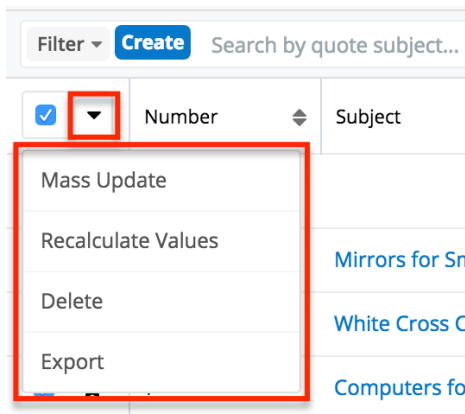 Filter Create Search by quote subject...
Number Subject
Mass Update
Recalculate Values
Mirrors for Sm
Delete
White Cross C
Export
Computers fo